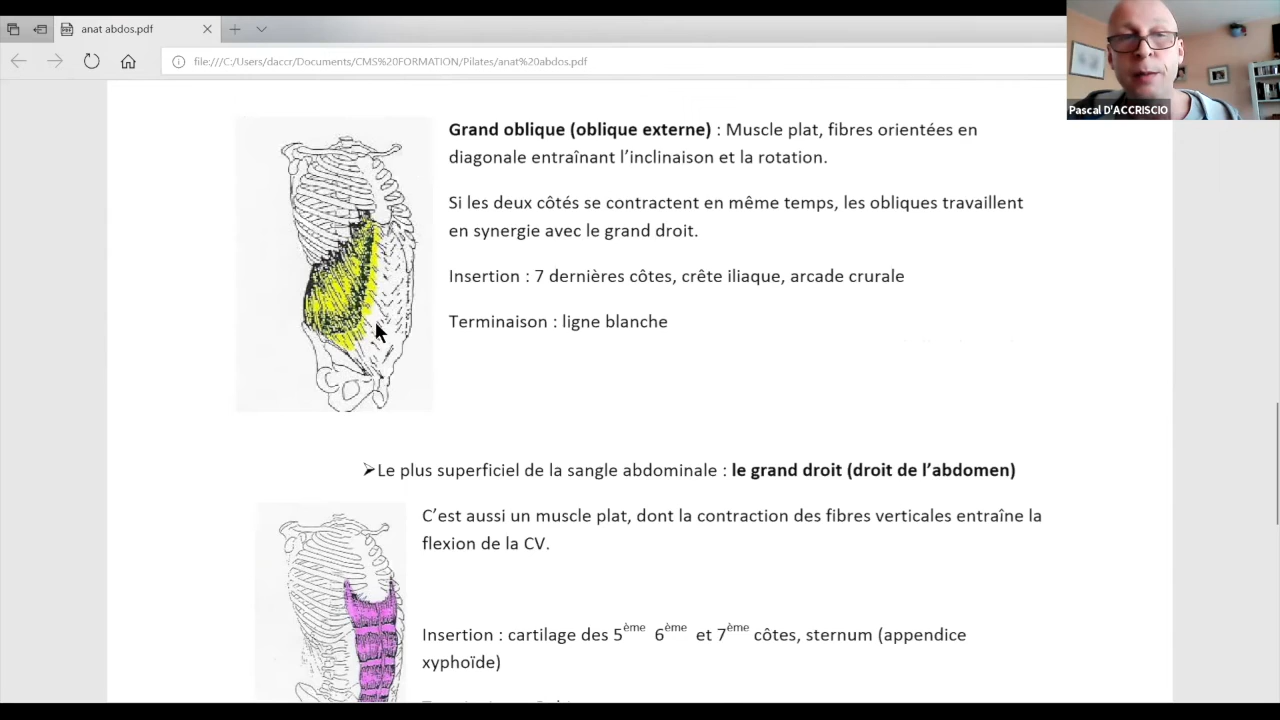 anat abdos.pdf
file:///C:/Users/daccr/Documents/CMS%20FORMATION/Pilates/anat%20abdos.pdf
Pascal D'ACCRISCIO
Grand oblique (oblique externe) : Muscle plat, fibres orientées en
diagonale entraînant l'inclinaison et la rotation.
Si les deux côtés se contractent en même temps, les obliques travaillent
en synergie avec le grand droit.
Insertion : 7 dernières côtes, crête iliaque, arcade crurale
Terminaison : ligne blanche
➢Le plus superficiel de la sangle abdominale : le grand droit (droit de l'abdomen)
C'est aussi un muscle plat, dont la contraction des fibres verticales entraîne la
flexion de la CV.
Insertion : cartilage des 5ème 6ème et 7ème côtes, sternum (appendice
xyphoïde)